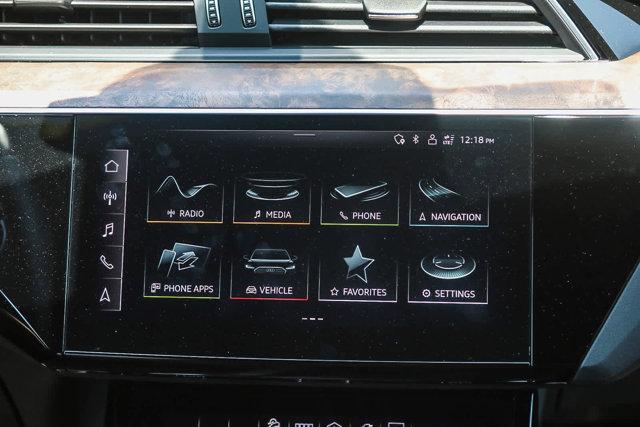 12:18 PM
RADIO MEDIA PHONE NAVIGATION
PHONE APPS VEHICLE FAVORITES SETTINGS